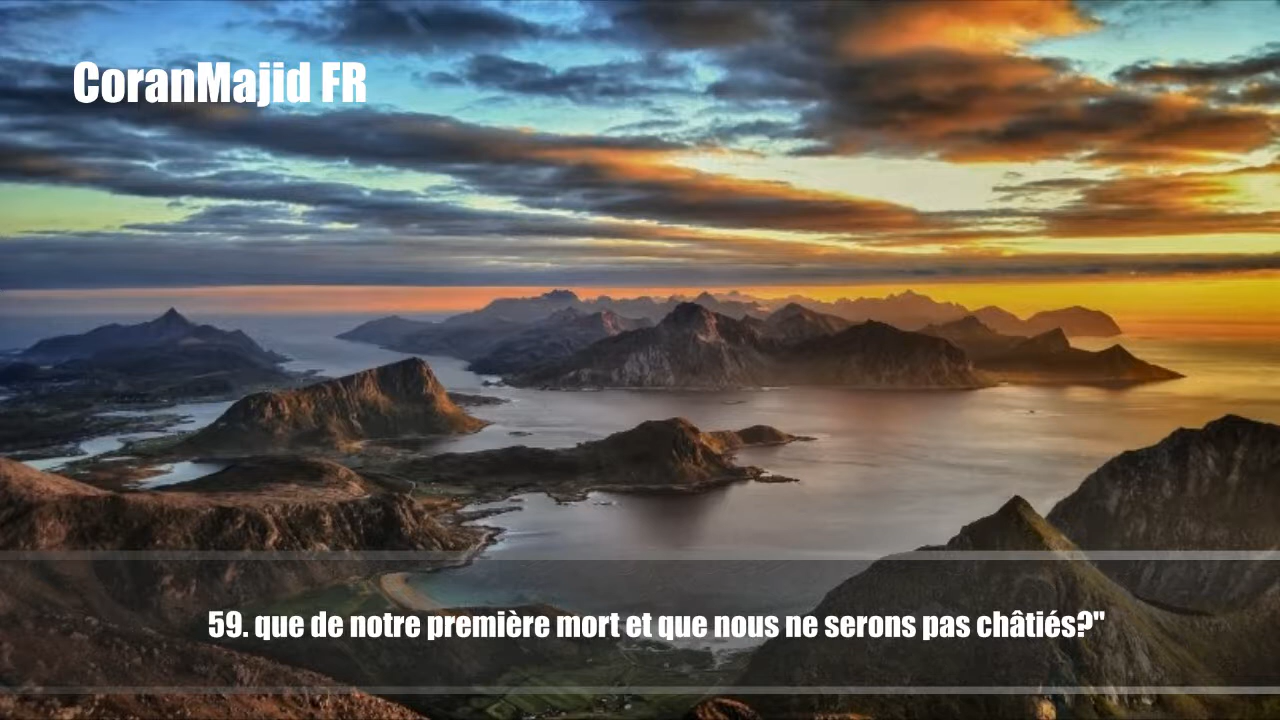 CoranMajid FR
59. que de notre première mort et que nous ne serons pas châtiés?"